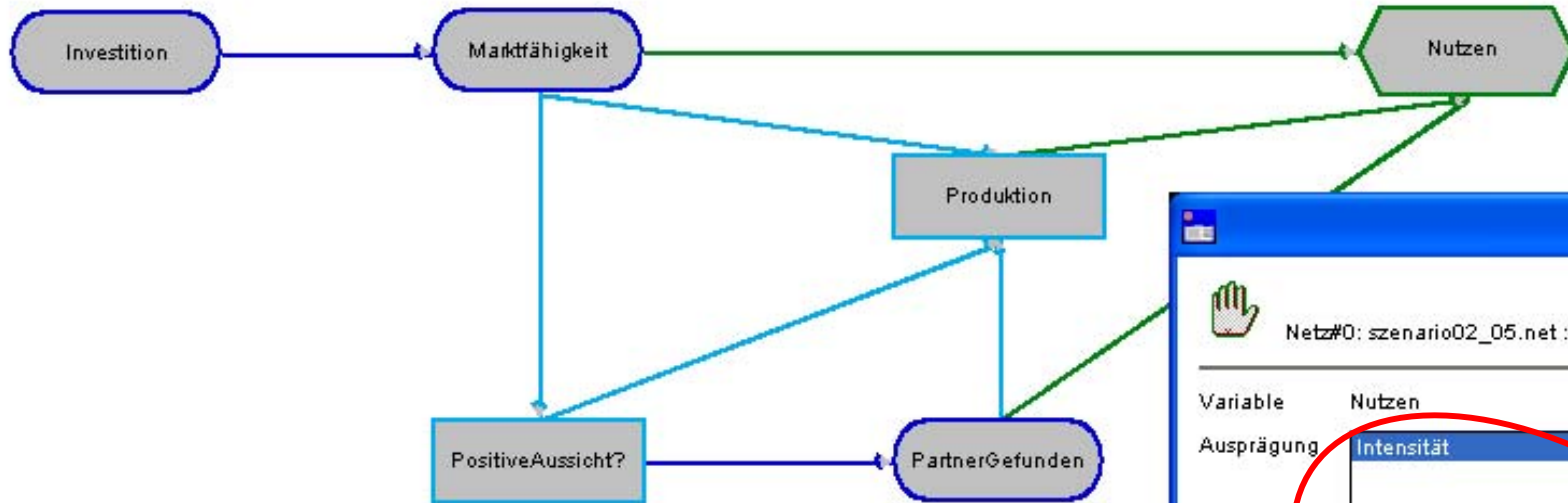 Investition
Marktfähigkeit
Nutzen
Produktion
PositiveAussicht?
PartnerGefunden
Netz#0: szenario02_05.net :
Variable Nutzen
Ausprägung Intensität